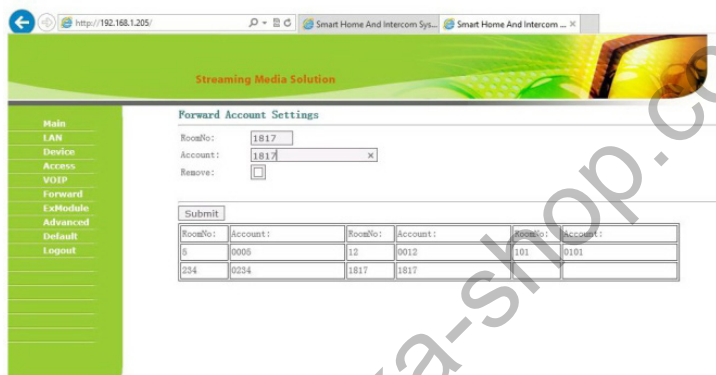 http://192.168.1.205/
Smart Home And Intercom Sys...
Smart Home And Intercom ...
Streaming Media Solution
Main
LAN
Device
Access
VOIP
Forward
ExModule
Advanced
Default
Logout
Forward Account Settings
RoomNo: 1817
Account: 1817
Remove:
Submit
RoomNo: Account: RoomNo: Account: RoomNo: Account:
5 0005 12 0012 101 0101
234 0234 1817 1817